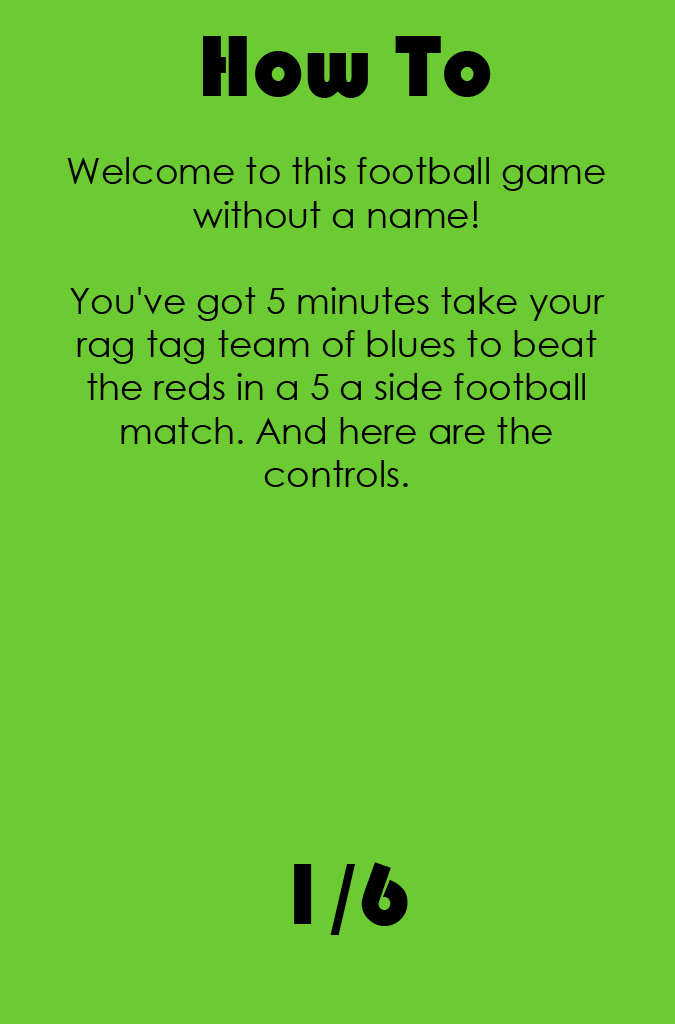 How To
Welcome to this football game
without a name!
You've got 5 minutes take your
rag tag team of blues to beat
the reds in a 5 a side football
match. And here are the
controls.
1/6